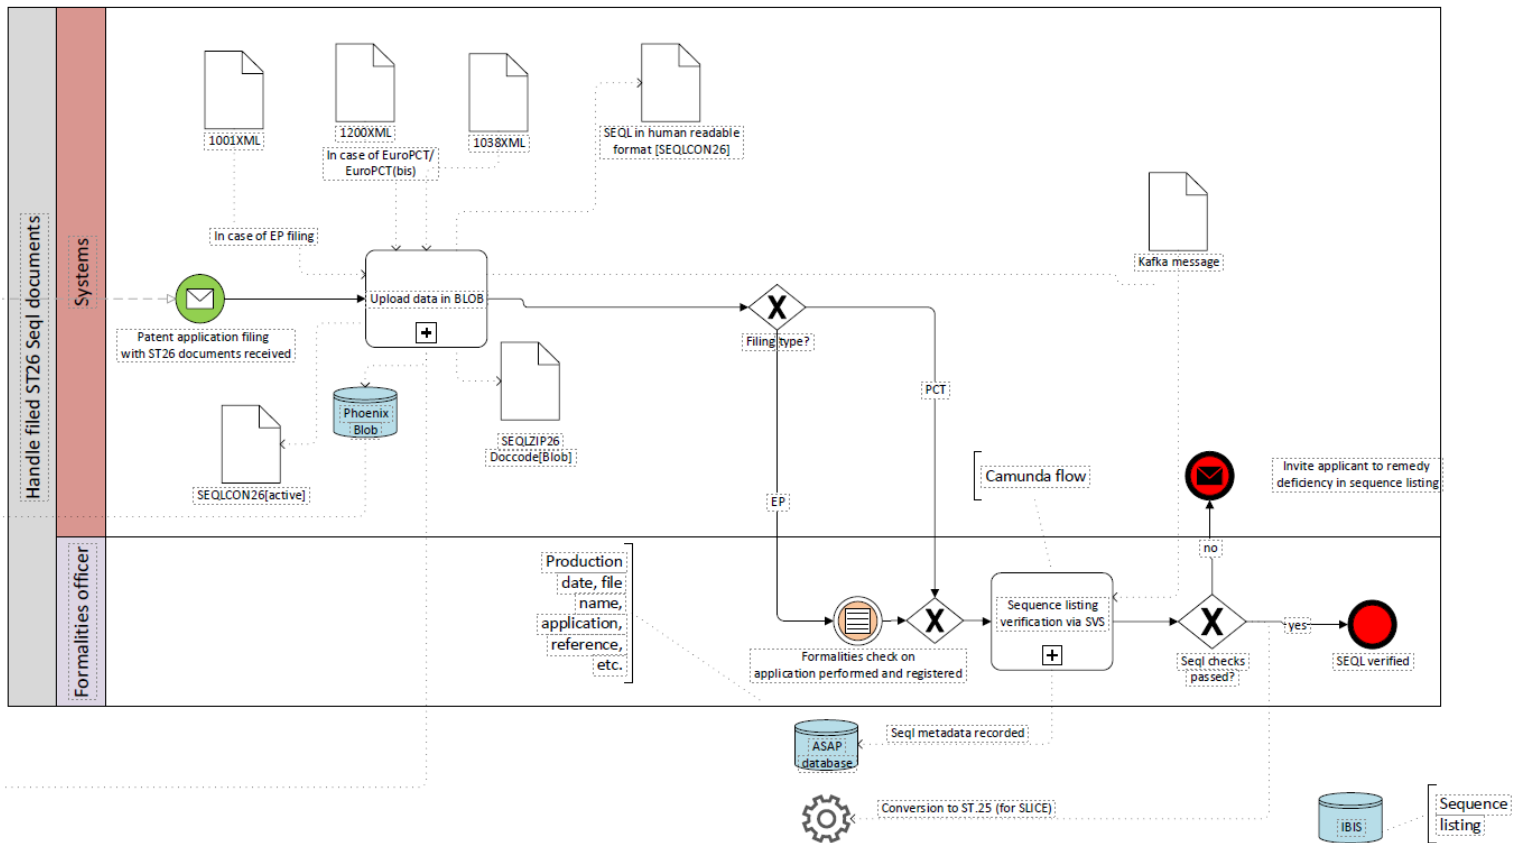 Handle filed ST26 Seql documents
Systems
1001XML
1200XML
In case of EuroPCT/
EuroPCT(bis)
1038XML
SEQL in human readable
format [SEQLCON26]
In case of EP filing
Kafka message
Upload data in BLOB
Patent application filing
with ST26 documents received
Filing type?
PCT
Phoenix
Blob
SEQLZIP26
Doccode[Blob]
SEQLCON26[active]
EP
Camunda flow
Invite applicant to remedy
deficiency in sequence listing
Formalities officer
no
Production
date, file
name,
application,
reference,
etc.
Sequence listing
verification via SVS
yes
Formalities check on
application performed and registered
Seql checks
passed?
SEQL verified
ASAP
database
Seql metadata recorded
Conversion to ST.25 (for SLICE)
IBIS
Sequence
listing